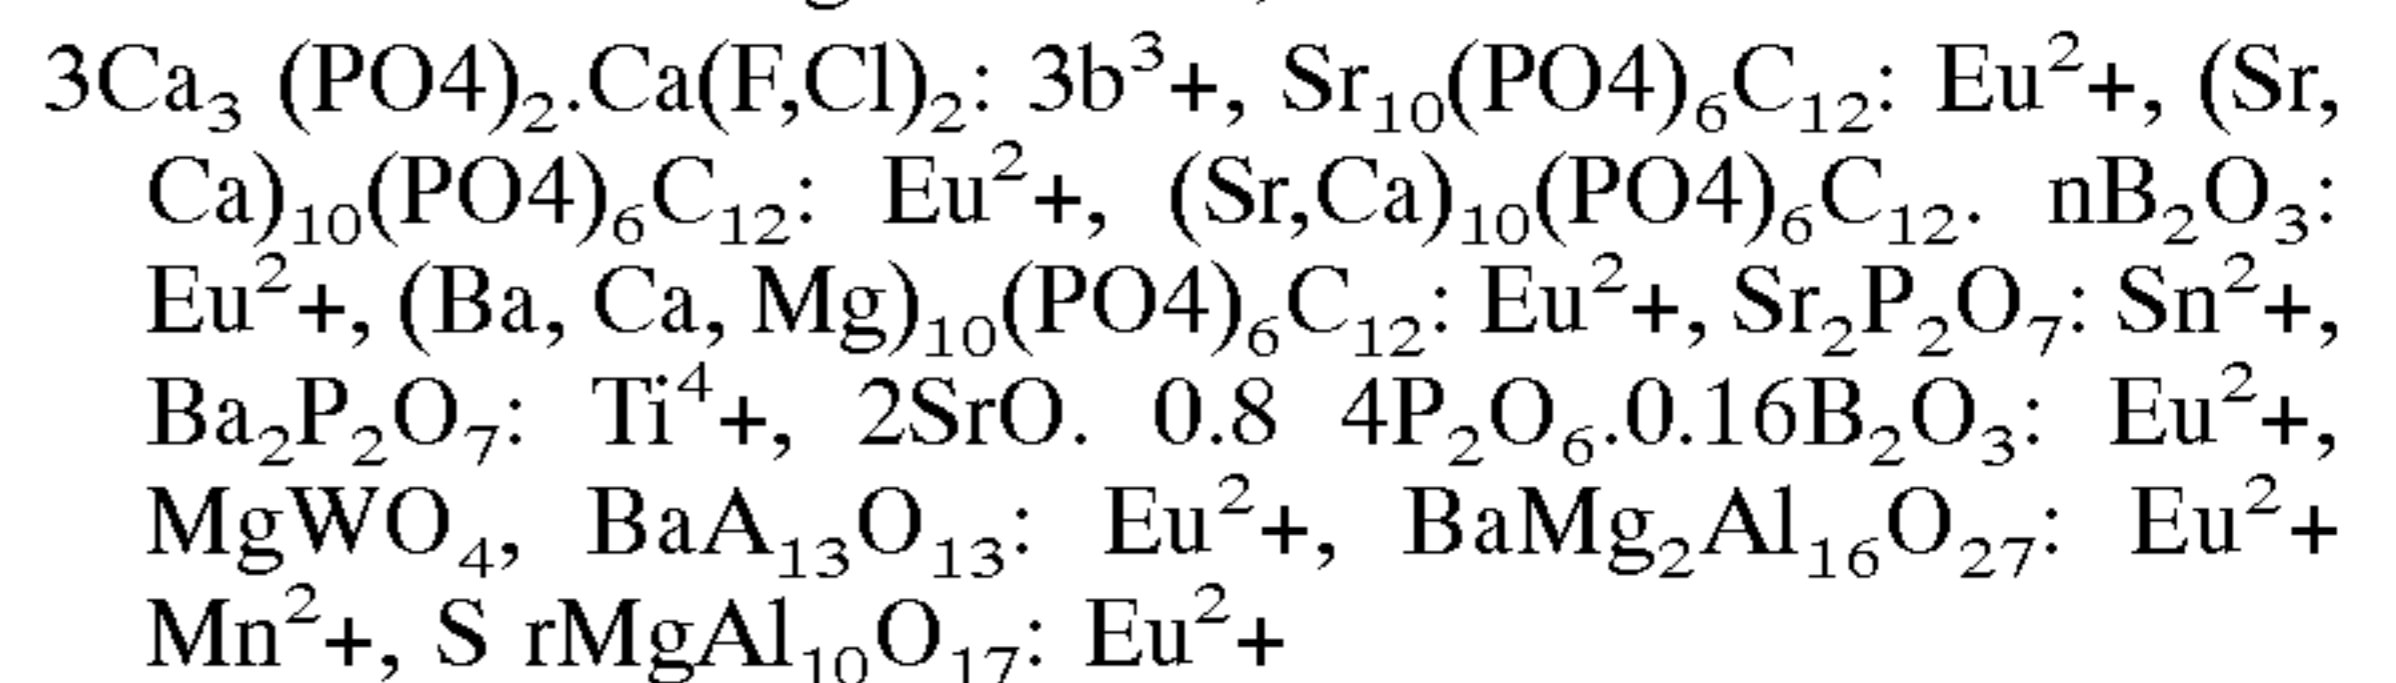 3Ca₃ (PO4)₂.Ca(F,Cl)₂: 3b³+, Sr₁₀(PO4)₆C₁₂: Eu²+, (Sr,
Ca)₁₀(PO4)₆C₁₂: Eu²+, (Sr,Ca)₁₀(PO4)₆C₁₂. nB₂O₃:
Eu²+, (Ba, Ca, Mg)₁₀(PO4)₆C₁₂: Eu²+, Sr₂P₂O₇: Sn²+,
Ba₂P₂O₇: Ti⁴+, 2SrO. 0.8 4P₂O₆.0.16B₂O₃: Eu²+,
MgWO₄, BaA₁₃O₁₃: Eu²+, BaMg₂Al₁₆O₂₇: Eu²+
Mn²+, S rMgAl₁₀O₁₇: Eu²+